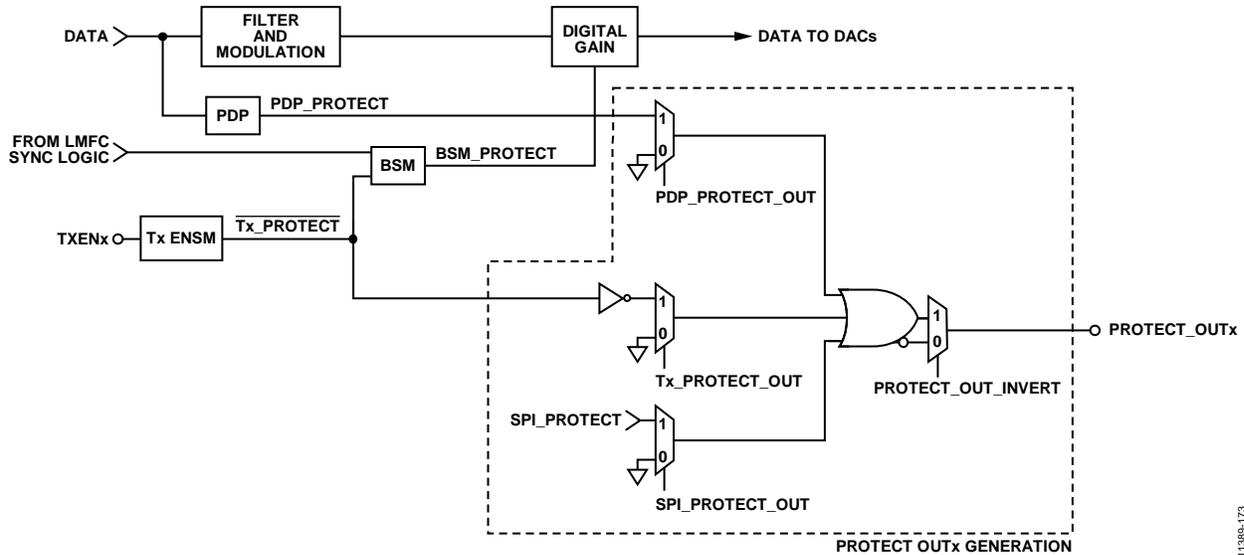 DATA
FILTER
AND
MODULATION
DIGITAL
GAIN
DATA TO DACs
PDP
PDP_PROTECT
1
0
PDP_PROTECT_OUT
FROM LMFC
SYNC LOGIC
BSM
BSM_PROTECT
TXENx
Tx ENSM
Tx_PROTECT
1
0
Tx_PROTECT_OUT
1
0
PROTECT_OUT_INVERT
PROTECT_OUTx
SPI_PROTECT
1
0
SPI_PROTECT_OUT
PROTECT OUTx GENERATION
11389-173